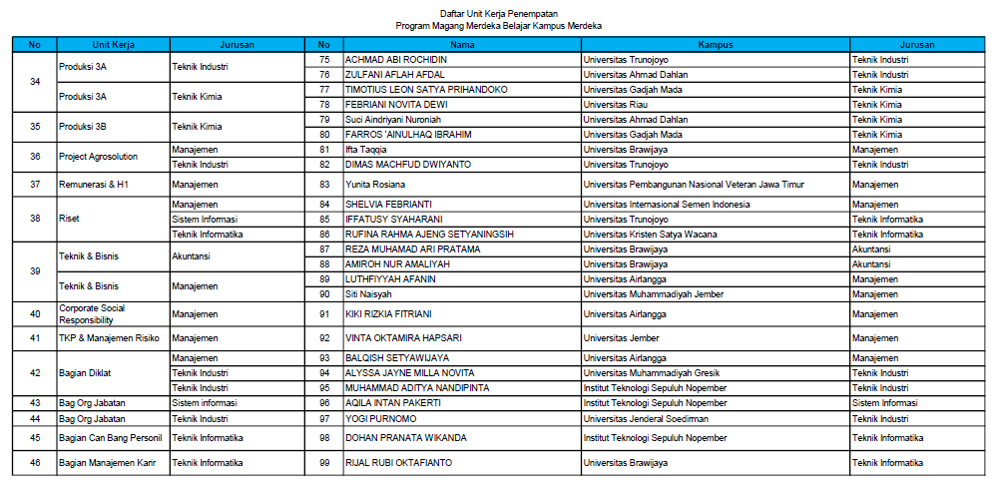 Daftar Unit Kerja Penempatan
Program Magang Merdeka Belajar Kampus Merdeka
No Unit Kerja Jurusan No Nama Kampus Jurusan
34 Produksi 3A Teknik Industri 75 ACHMAD ABI ROCHIDIN Universitas Trunojoyo Teknik Industri
76 ZULFANI AFLAH AFDAL Universitas Ahmad Dahlan Teknik Industri
Produksi 3A Teknik Kimia 77 TIMOTIUS LEON SATYA PRIHANDOKO Universitas Gadjah Mada Teknik Kimia
78 FEBRIANI NOVITA DEWI Universitas Riau Teknik Kimia
35 Produksi 3B Teknik Kimia 79 Suci Aindriyani Nuroniah Universitas Ahmad Dahlan Teknik Kimia
80 FARROS 'AINULHAQ IBRAHIM Universitas Gadjah Mada Teknik Kimia
36 Project Agrosolution Manajemen 81 Ifta Taqqia Universitas Brawijaya Manajemen
Teknik Industri 82 DIMAS MACHFUD DWIYANTO Universitas Trunojoyo Teknik Industri
37 Remunerasi & H1 Manajemen 83 Yunita Rosiana Universitas Pembangunan Nasional Veteran Jawa Timur Manajemen
38 Riset Manajemen 84 SHELVIA FEBRIANTI Universitas Internasional Semen Indonesia Manajemen
Sistem Informasi 85 IFFATUSY SYAHARANI Universitas Trunojoyo Teknik Informatika
Teknik Informatika 86 RUFINA RAHMA AJENG SETYANINGSIH Universitas Kristen Satya Wacana Teknik Informatika
39 Teknik & Bisnis Akuntansi 87 REZA MUHAMAD ARI PRATAMA Universitas Brawijaya Akuntansi
88 AMIROH NUR AMALIYAH Universitas Brawijaya Akuntansi
Teknik & Bisnis Manajemen 89 LUTHFIYYAH AFANIN Universitas Airlangga Manajemen
90 Siti Naisyah Universitas Muhammadiyah Jember Manajemen
40 Corporate Social Responsibility Manajemen 91 KIKI RIZKIA FITRIANI Universitas Airlangga Manajemen
41 TKP & Manajemen Risiko Manajemen 92 VINTA OKTAMIRA HAPSARI Universitas Jember Manajemen
42 Bagian Diklat Manajemen 93 BALQISH SETYAWIJAYA Universitas Airlangga Manajemen
Teknik Industri 94 ALYSSA JAYNE MILLA NOVITA Universitas Muhammadiyah Gresik Teknik Industri
Teknik Industri 95 MUHAMMAD ADITYA NANDIPINTA Institut Teknologi Sepuluh Nopember Teknik Industri
43 Bag Org Jabatan Sistem informasi 96 AQILA INTAN PAKERTI Institut Teknologi Sepuluh Nopember Sistem Informasi
44 Bag Org Jabatan Teknik Industri 97 YOGI PURNOMO Universitas Jenderal Soedirman Teknik Industri
45 Bagian Can Bang Personil Teknik Informatika 98 DOHAN PRANATA WIKANDA Institut Teknologi Sepuluh Nopember Teknik Informatika
46 Bagian Manajemen Karir Teknik Informatika 99 RIJAL RUBI OKTAFIANTO Universitas Brawijaya Teknik Informatika